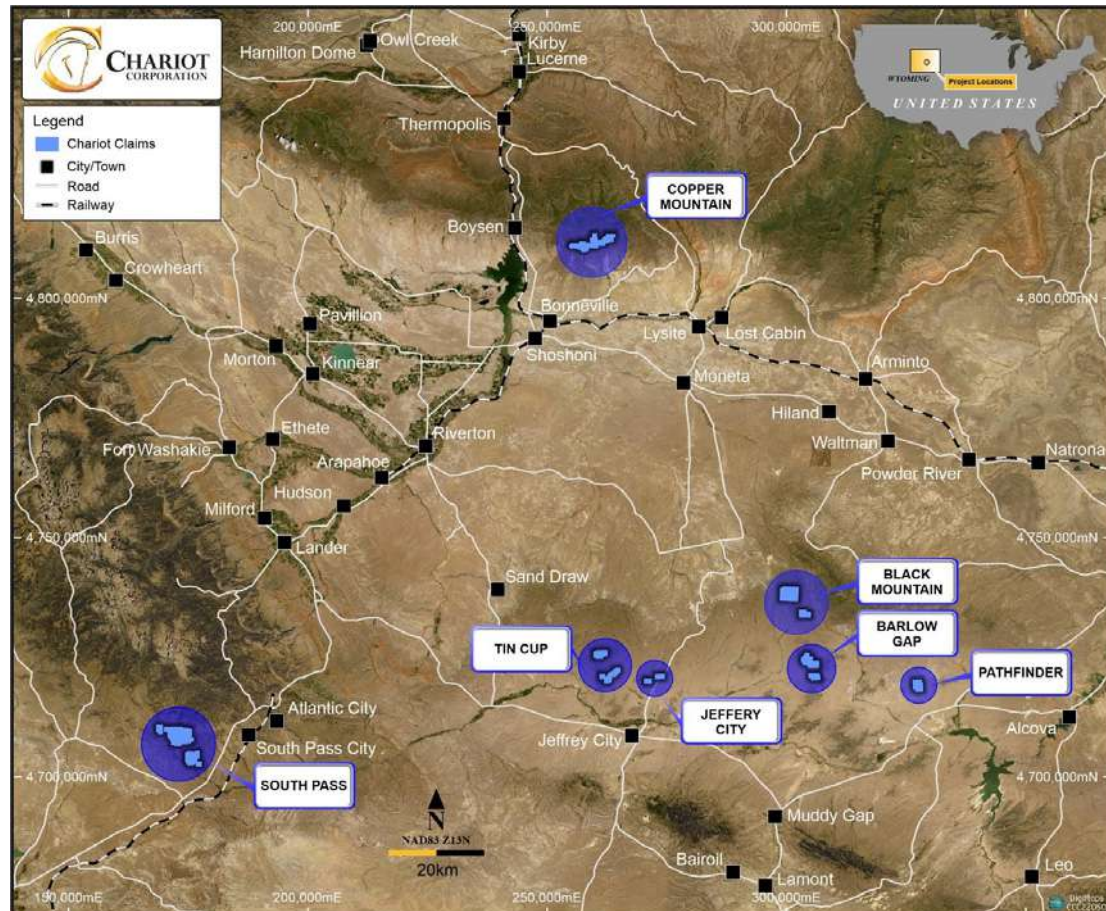 200,000mE
250,000mE
300,000mE
CHARIOT
CORPORATION
Legend
Chariot Claims
City/Town
Road
Railway
WYOMING
Project Locations
UNITED STATES
Owl Creek
Hamilton Dome
Kirby
Lucerne
Thermopolis
COPPER
MOUNTAIN
Boysen
Burris
Crowheart
4,800,000mN
4,800,000mN
Pavillion
Bonneville
Lysite
Lost Cabin
Morton
Kinnear
Shoshoni
Moneta
Arminto
Hiland
Ethete
Riverton
Waltman
Fort Washakie
Arapahoe
Powder River
Natrona
Hudson
Milford
4,750,000mN
Lander
4,750,000mN
Sand Draw
BLACK
MOUNTAIN
BARLOW
GAP
TIN CUP
PATHFINDER
JEFFERY
CITY
Atlantic City
Alcova
South Pass City
Jeffrey City
SOUTH PASS
4,700,000mN
4,700,000mN
Muddy Gap
N
NAD83 Z13N
20km
Bairoil
Lamont
Leo
150,000mE
200,000mE
250,000mE
300,000mE